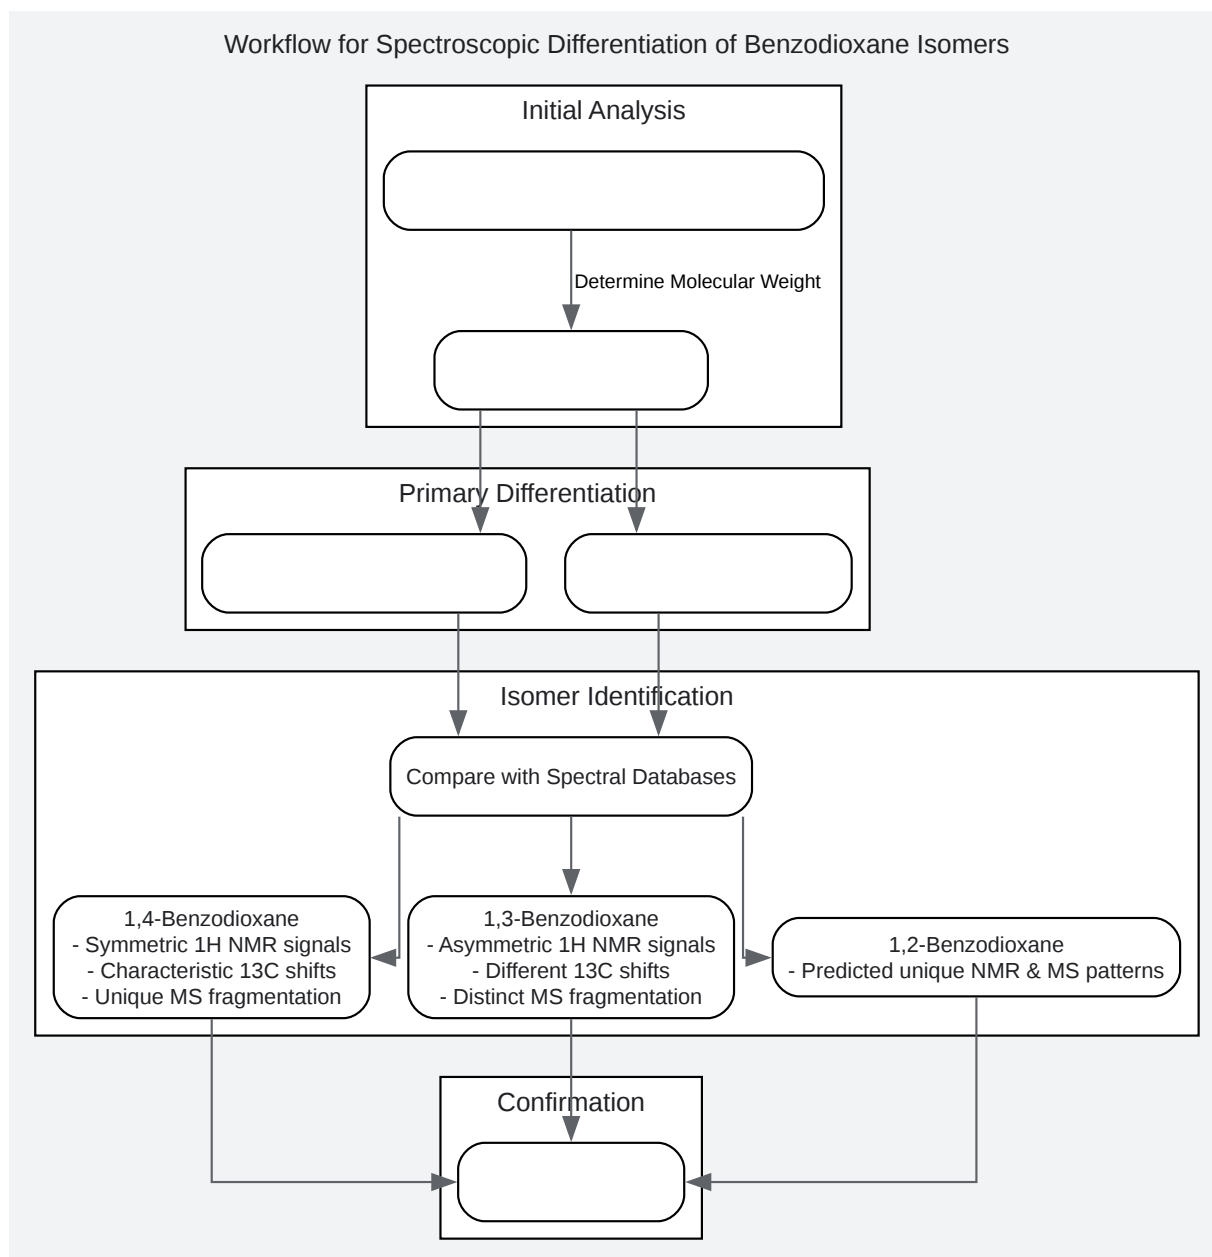 Workflow for Spectroscopic Differentiation of Benzodioxane Isomers
Initial Analysis
Determine Molecular Weight
Primary Differentiation
Isomer Identification
Compare with Spectral Databases
1,4-Benzodioxane
- Symmetric 1H NMR signals
- Characteristic 13C shifts
- Unique MS fragmentation
1,3-Benzodioxane
- Asymmetric 1H NMR signals
- Different 13C shifts
- Distinct MS fragmentation
1,2-Benzodioxane
- Predicted unique NMR & MS patterns
Confirmation